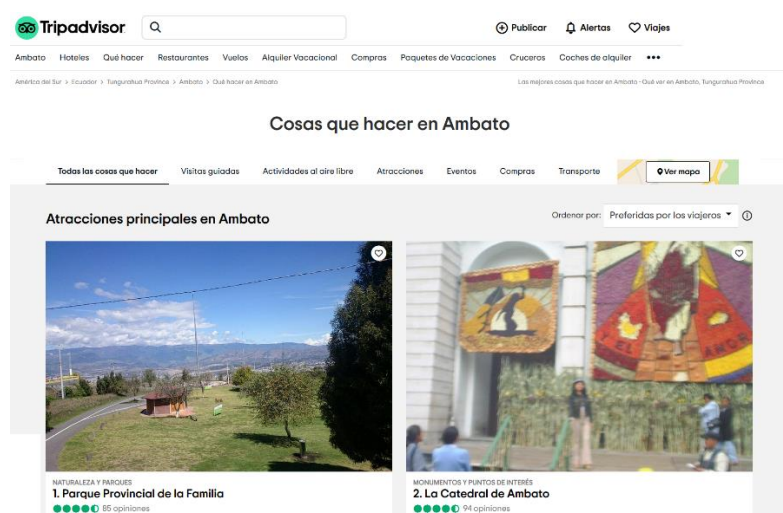 Tripadvisor
Publicar Alertas Viajes
Ambato Hoteles Qué hacer Restaurantes Vuelos Alquiler Vacacional Compras Paquetes de Vacaciones Cruceros Coches de alquiler •••
América del Sur > Ecuador > Tungurahua Province > Ambato > Qué hacer en Ambato
Las mejores cosas que hacer en Ambato - Qué ver en Ambato, Tungurahua Province
Cosas que hacer en Ambato
Todas las cosas que hacer Visitas guiadas Actividades al aire libre Atracciones Eventos Compras Transporte Ver mapa
Atracciones principales en Ambato
Ordenar por: Preferidas por los viajeros
Y EL AMOR
NATURALEZA Y PARQUES
1. Parque Provincial de la Familia
85 opiniones
MONUMENTOS Y PUNTOS DE INTERÉS
2. La Catedral de Ambato
94 opiniones